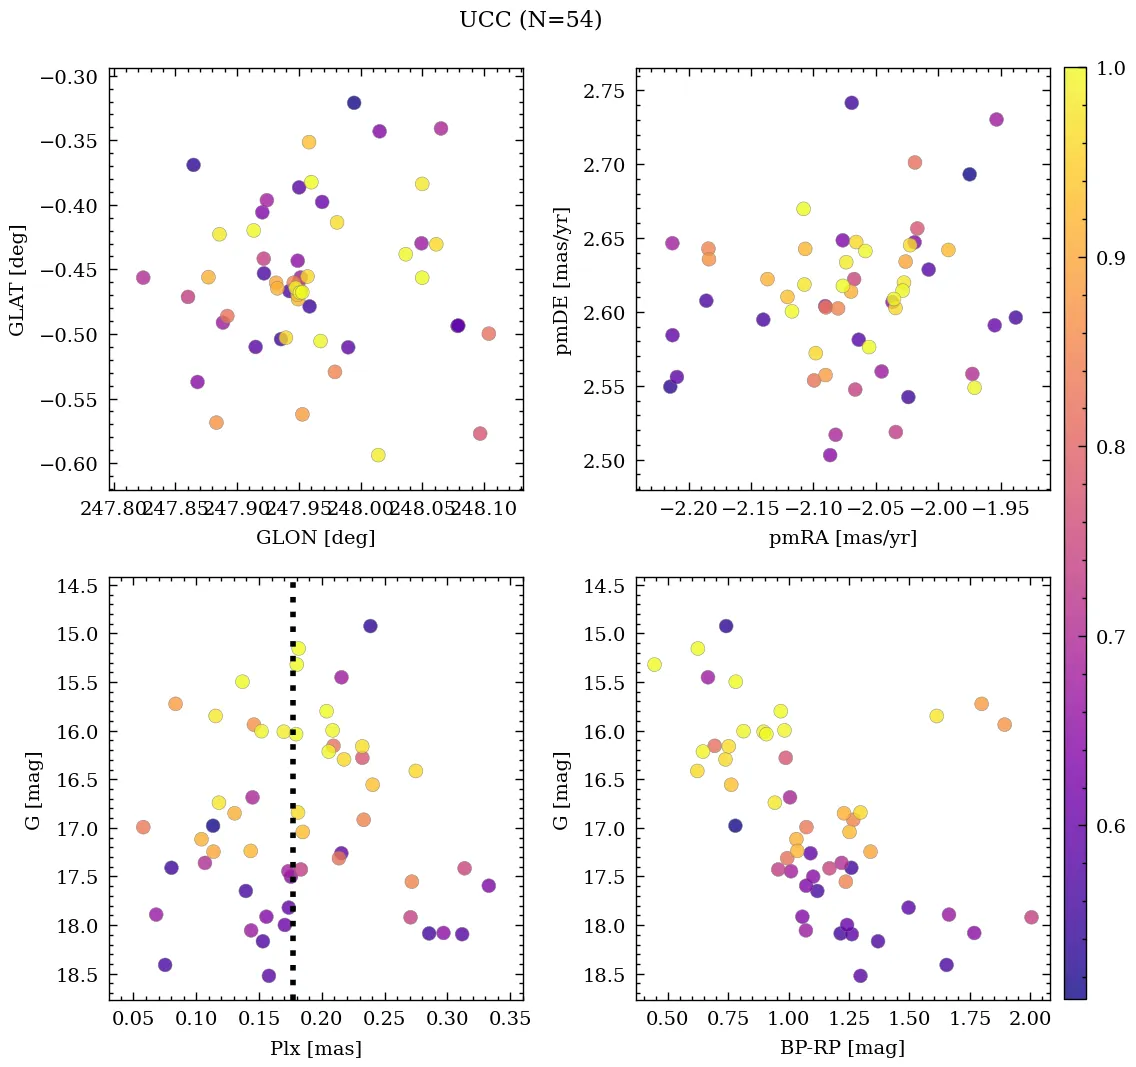 UCC (N=54)
−0.30
−0.35
−0.40
−0.45
−0.50
−0.55
−0.60
GLAT [deg]
247.80 247.85 247.90 247.95 248.00 248.05 248.10
GLON [deg]
2.75
2.70
2.65
2.60
2.55
2.50
pmDE [mas/yr]
−2.20 −2.15 −2.10 −2.05 −2.00 −1.95
pmRA [mas/yr]
14.5
15.0
15.5
16.0
16.5
17.0
17.5
18.0
18.5
G [mag]
0.05 0.10 0.15 0.20 0.25 0.30 0.35
Plx [mas]
14.5
15.0
15.5
16.0
16.5
17.0
17.5
18.0
18.5
G [mag]
0.50 0.75 1.00 1.25 1.50 1.75 2.00
BP-RP [mag]
1.0
0.9
0.8
0.7
0.6